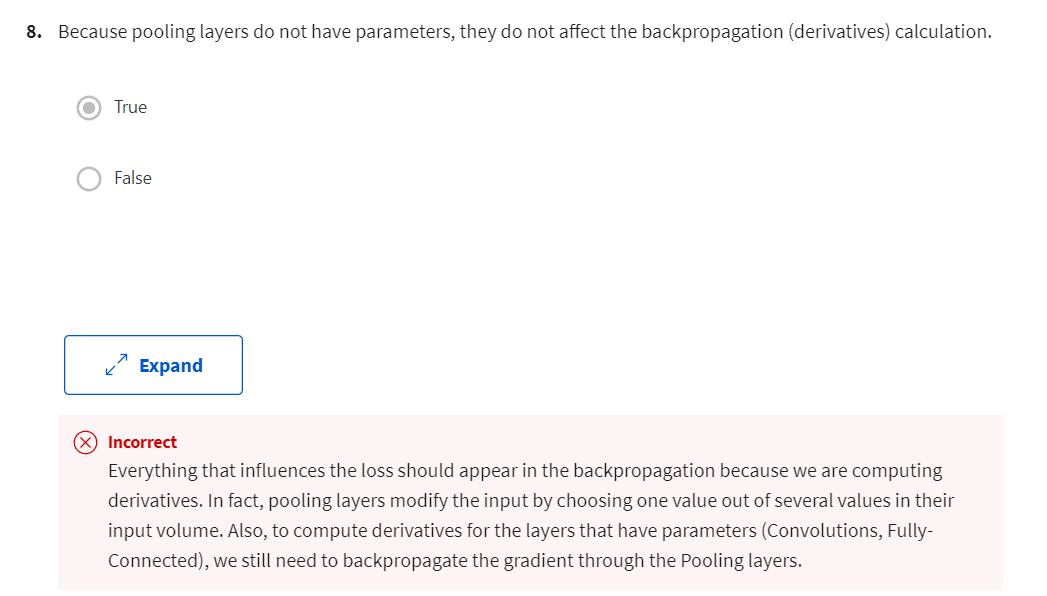 8. Because pooling layers do not have parameters, they do not affect the backpropagation (derivatives) calculation.
True
False
Expand
Incorrect
Everything that influences the loss should appear in the backpropagation because we are computing
derivatives. In fact, pooling layers modify the input by choosing one value out of several values in their
input volume. Also, to compute derivatives for the layers that have parameters (Convolutions, Fully-
Connected), we still need to backpropagate the gradient through the Pooling layers.